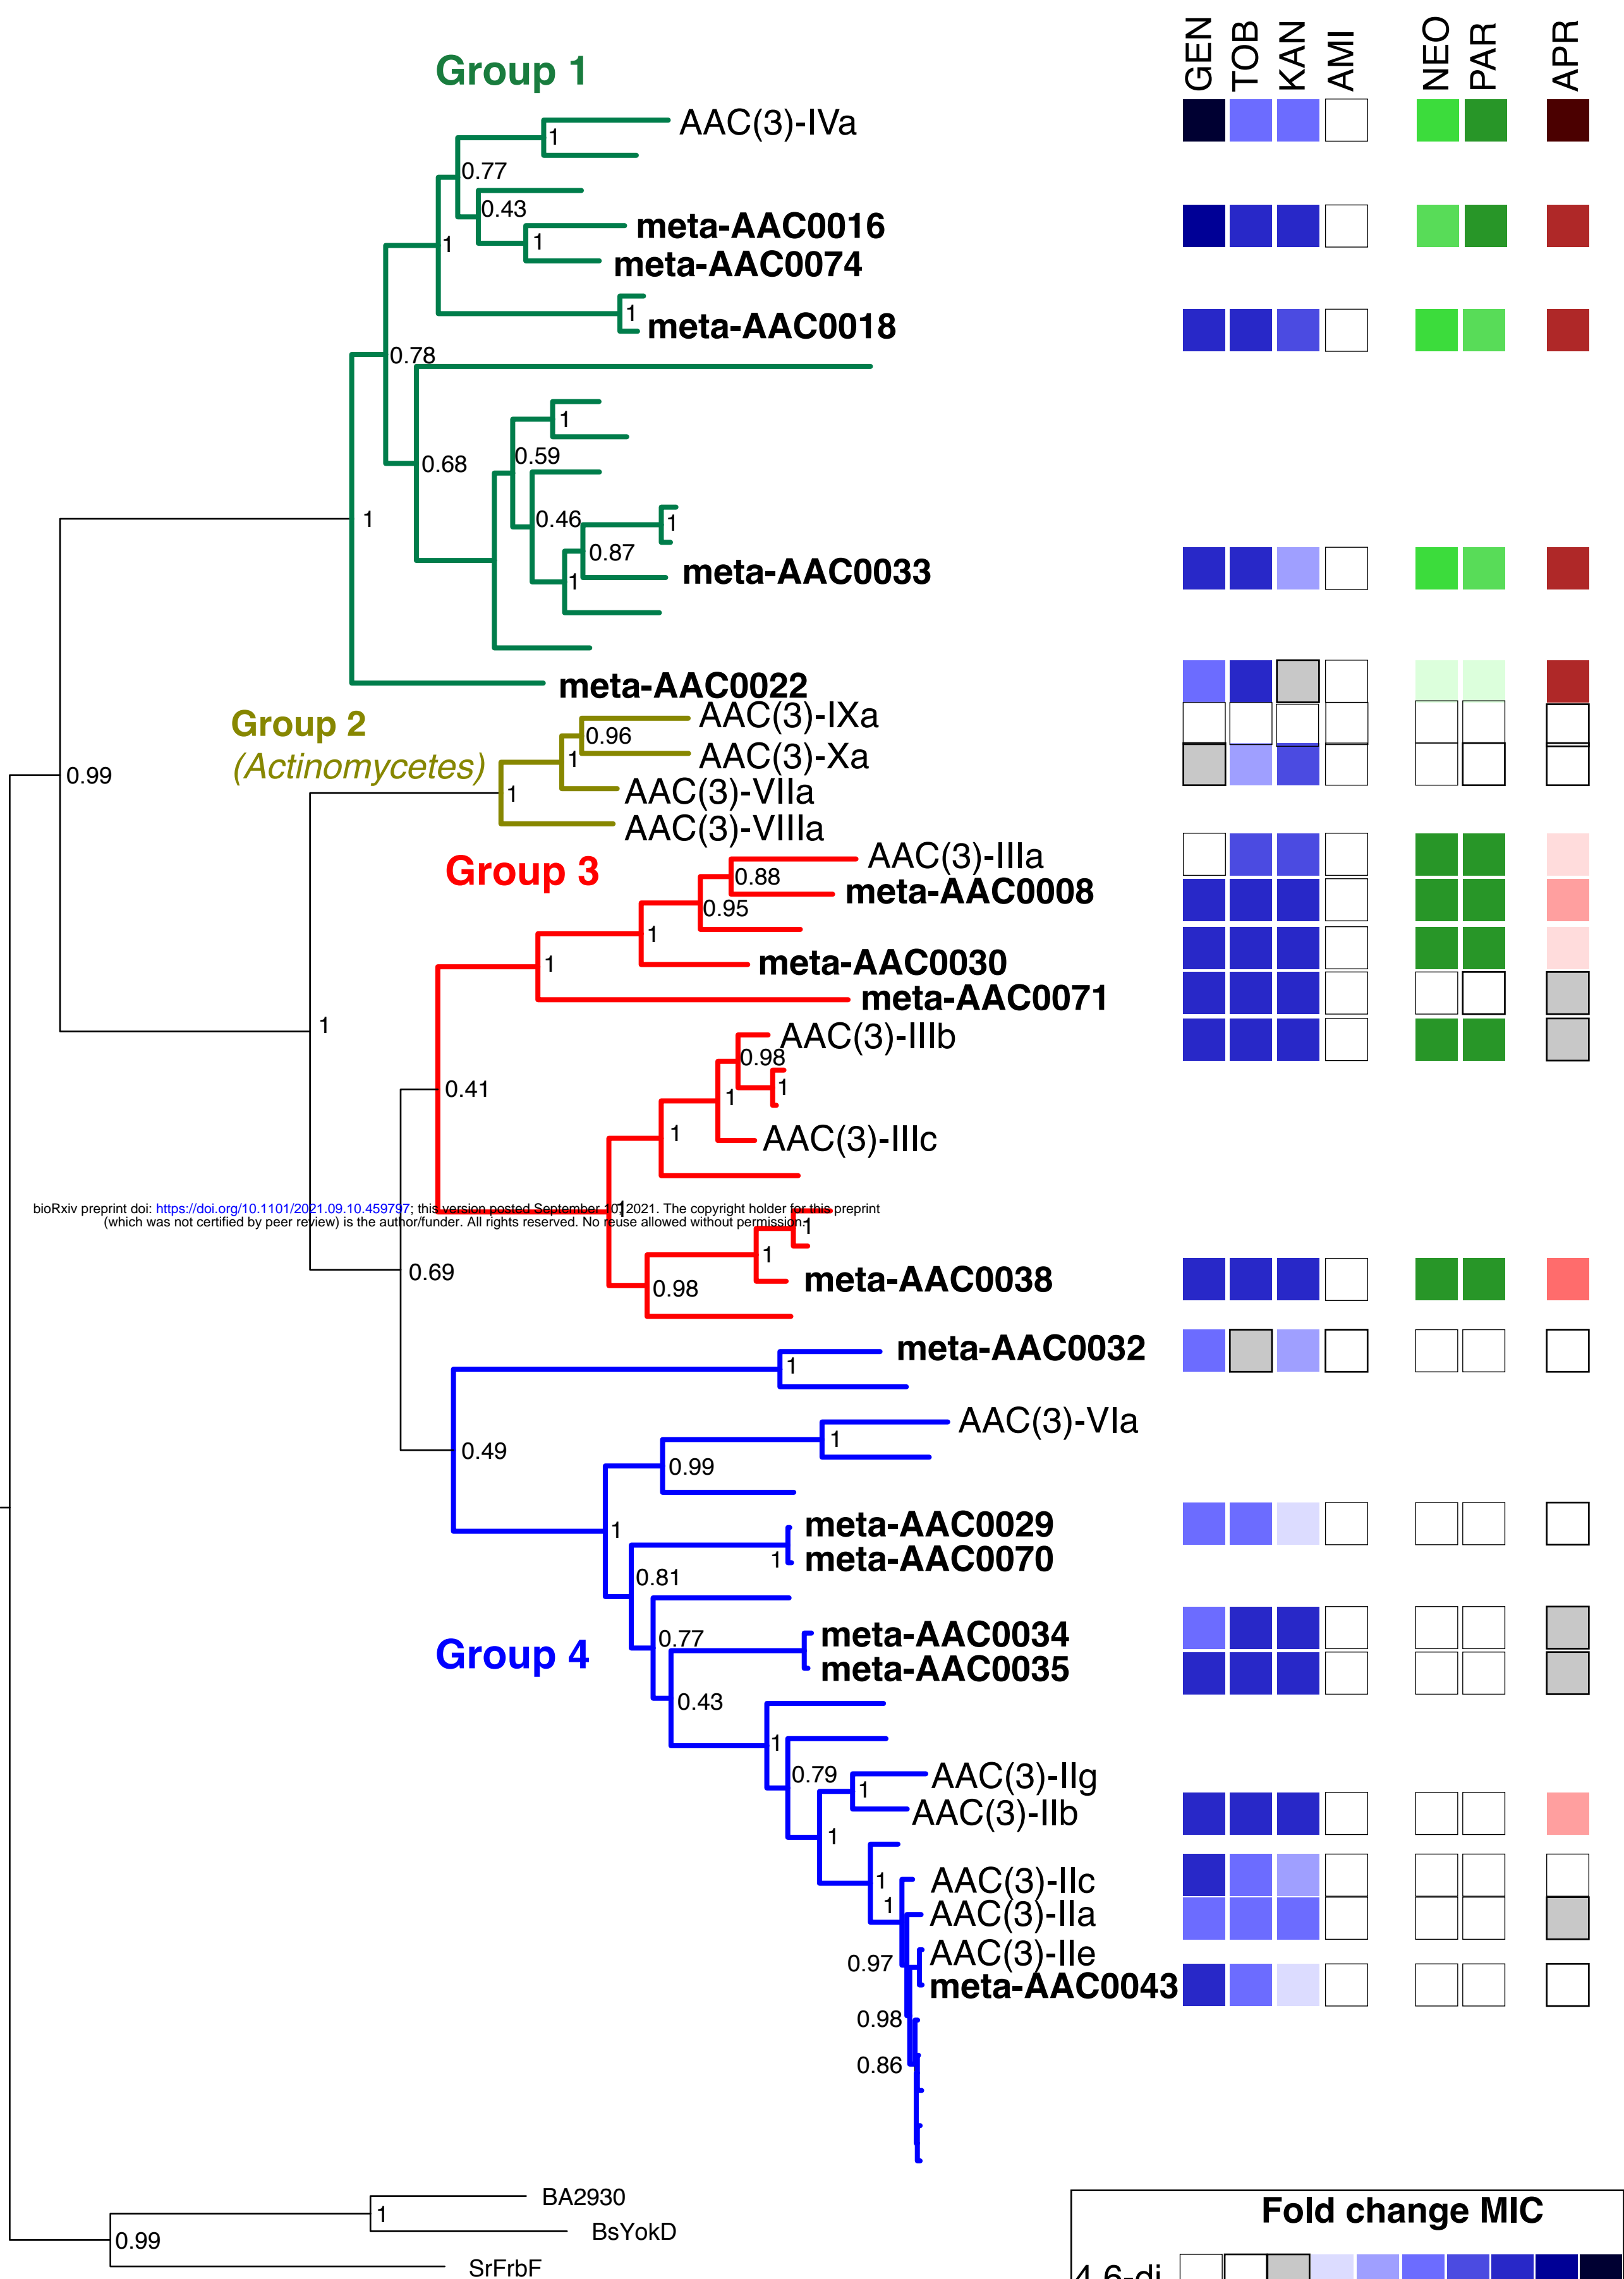 GEN TOB KAN AMI NEO PAR APR
Group 1
AAC(3)-IVa
1
0.77
0.43
meta-AAC0016
1
1
meta-AAC0074
1
meta-AAC0018
0.78
1
0.59
0.68
0.46
1
1
0.87
meta-AAC0033
1
meta-AAC0022
Group 2
AAC(3)-IXa
0.96
(Actinomycetes)
1
AAC(3)-Xa
0.99
1
AAC(3)-VIIa
AAC(3)-VIIIa
AAC(3)-IIIa
Group 3
0.88
meta-AAC0008
0.95
1
1
meta-AAC0030
meta-AAC0071
1
AAC(3)-IIIb
0.98
0.41
1
1
1
AAC(3)-IIIc
bioRxiv preprint doi: https://doi.org/10.1101/2021.09.10.459797; this version posted September 10, 2021. The copyright holder for this preprint
(which was not certified by peer review) is the author/funder. All rights reserved. No reuse allowed without permission.
1
1
1
0.69
meta-AAC0038
0.98
meta-AAC0032
1
AAC(3)-VIa
1
0.49
0.99
meta-AAC0029
1
1
meta-AAC0070
0.81
meta-AAC0034
0.77
Group 4
meta-AAC0035
0.43
1
0.79
AAC(3)-IIg
1
AAC(3)-IIb
1
1
AAC(3)-IIc
1
AAC(3)-IIa
AAC(3)-IIe
0.97
meta-AAC0043
0.98
0.86
BA2930
1
BsYokD
0.99
SrFrbF
Fold change MIC
4,6-di